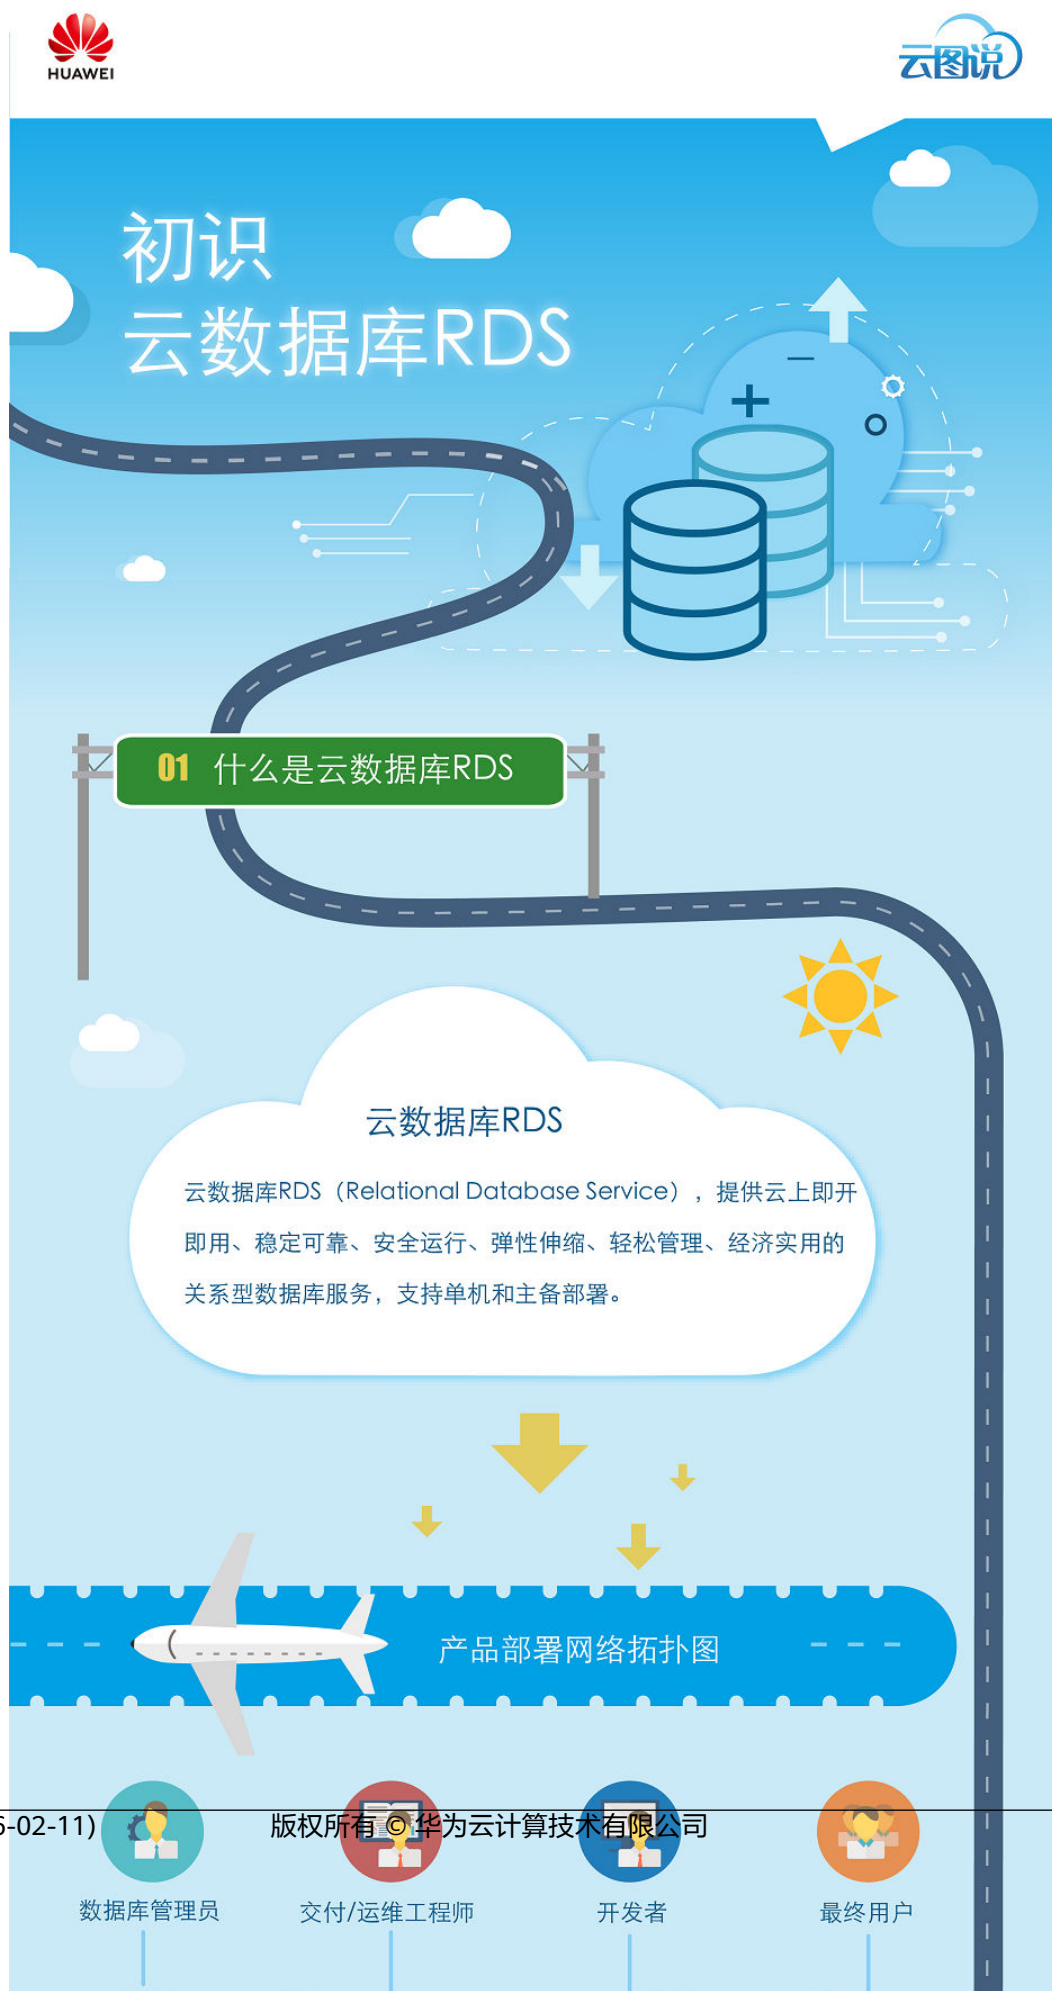 HUAWEI
云图说
初识
云数据库RDS
01 什么是云数据库RDS
云数据库RDS
云数据库RDS（Relational Database Service），提供云上即开
即用、稳定可靠、安全运行、弹性伸缩、轻松管理、经济实用的
关系型数据库服务，支持单机和主备部署。
产品部署网络拓扑图
-02-11) 版权所有 © 华为云计算技术有限公司
数据库管理员 交付/运维工程师 开发者 最终用户